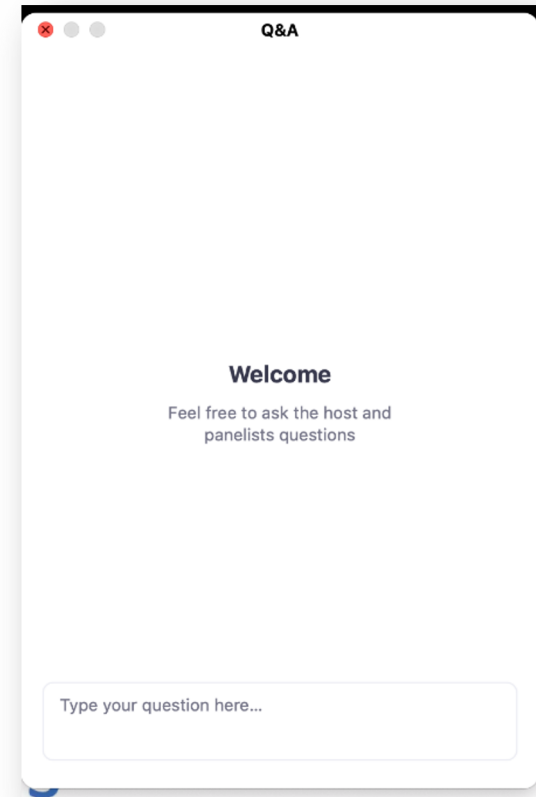 Q&A
Welcome
Feel free to ask the host and
panelists questions
Type your question here...